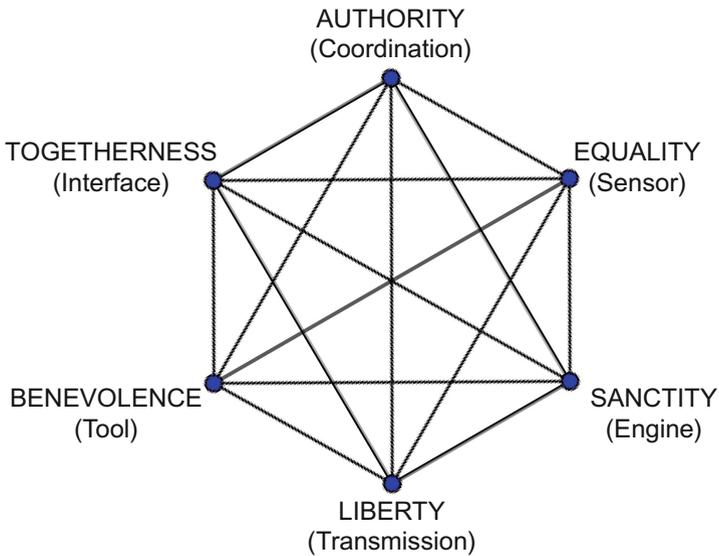 AUTHORITY
(Coordination)
TOGETHERNESS
(Interface)
EQUALITY
(Sensor)
BENEVOLENCE
(Tool)
SANCTITY
(Engine)
LIBERTY
(Transmission)